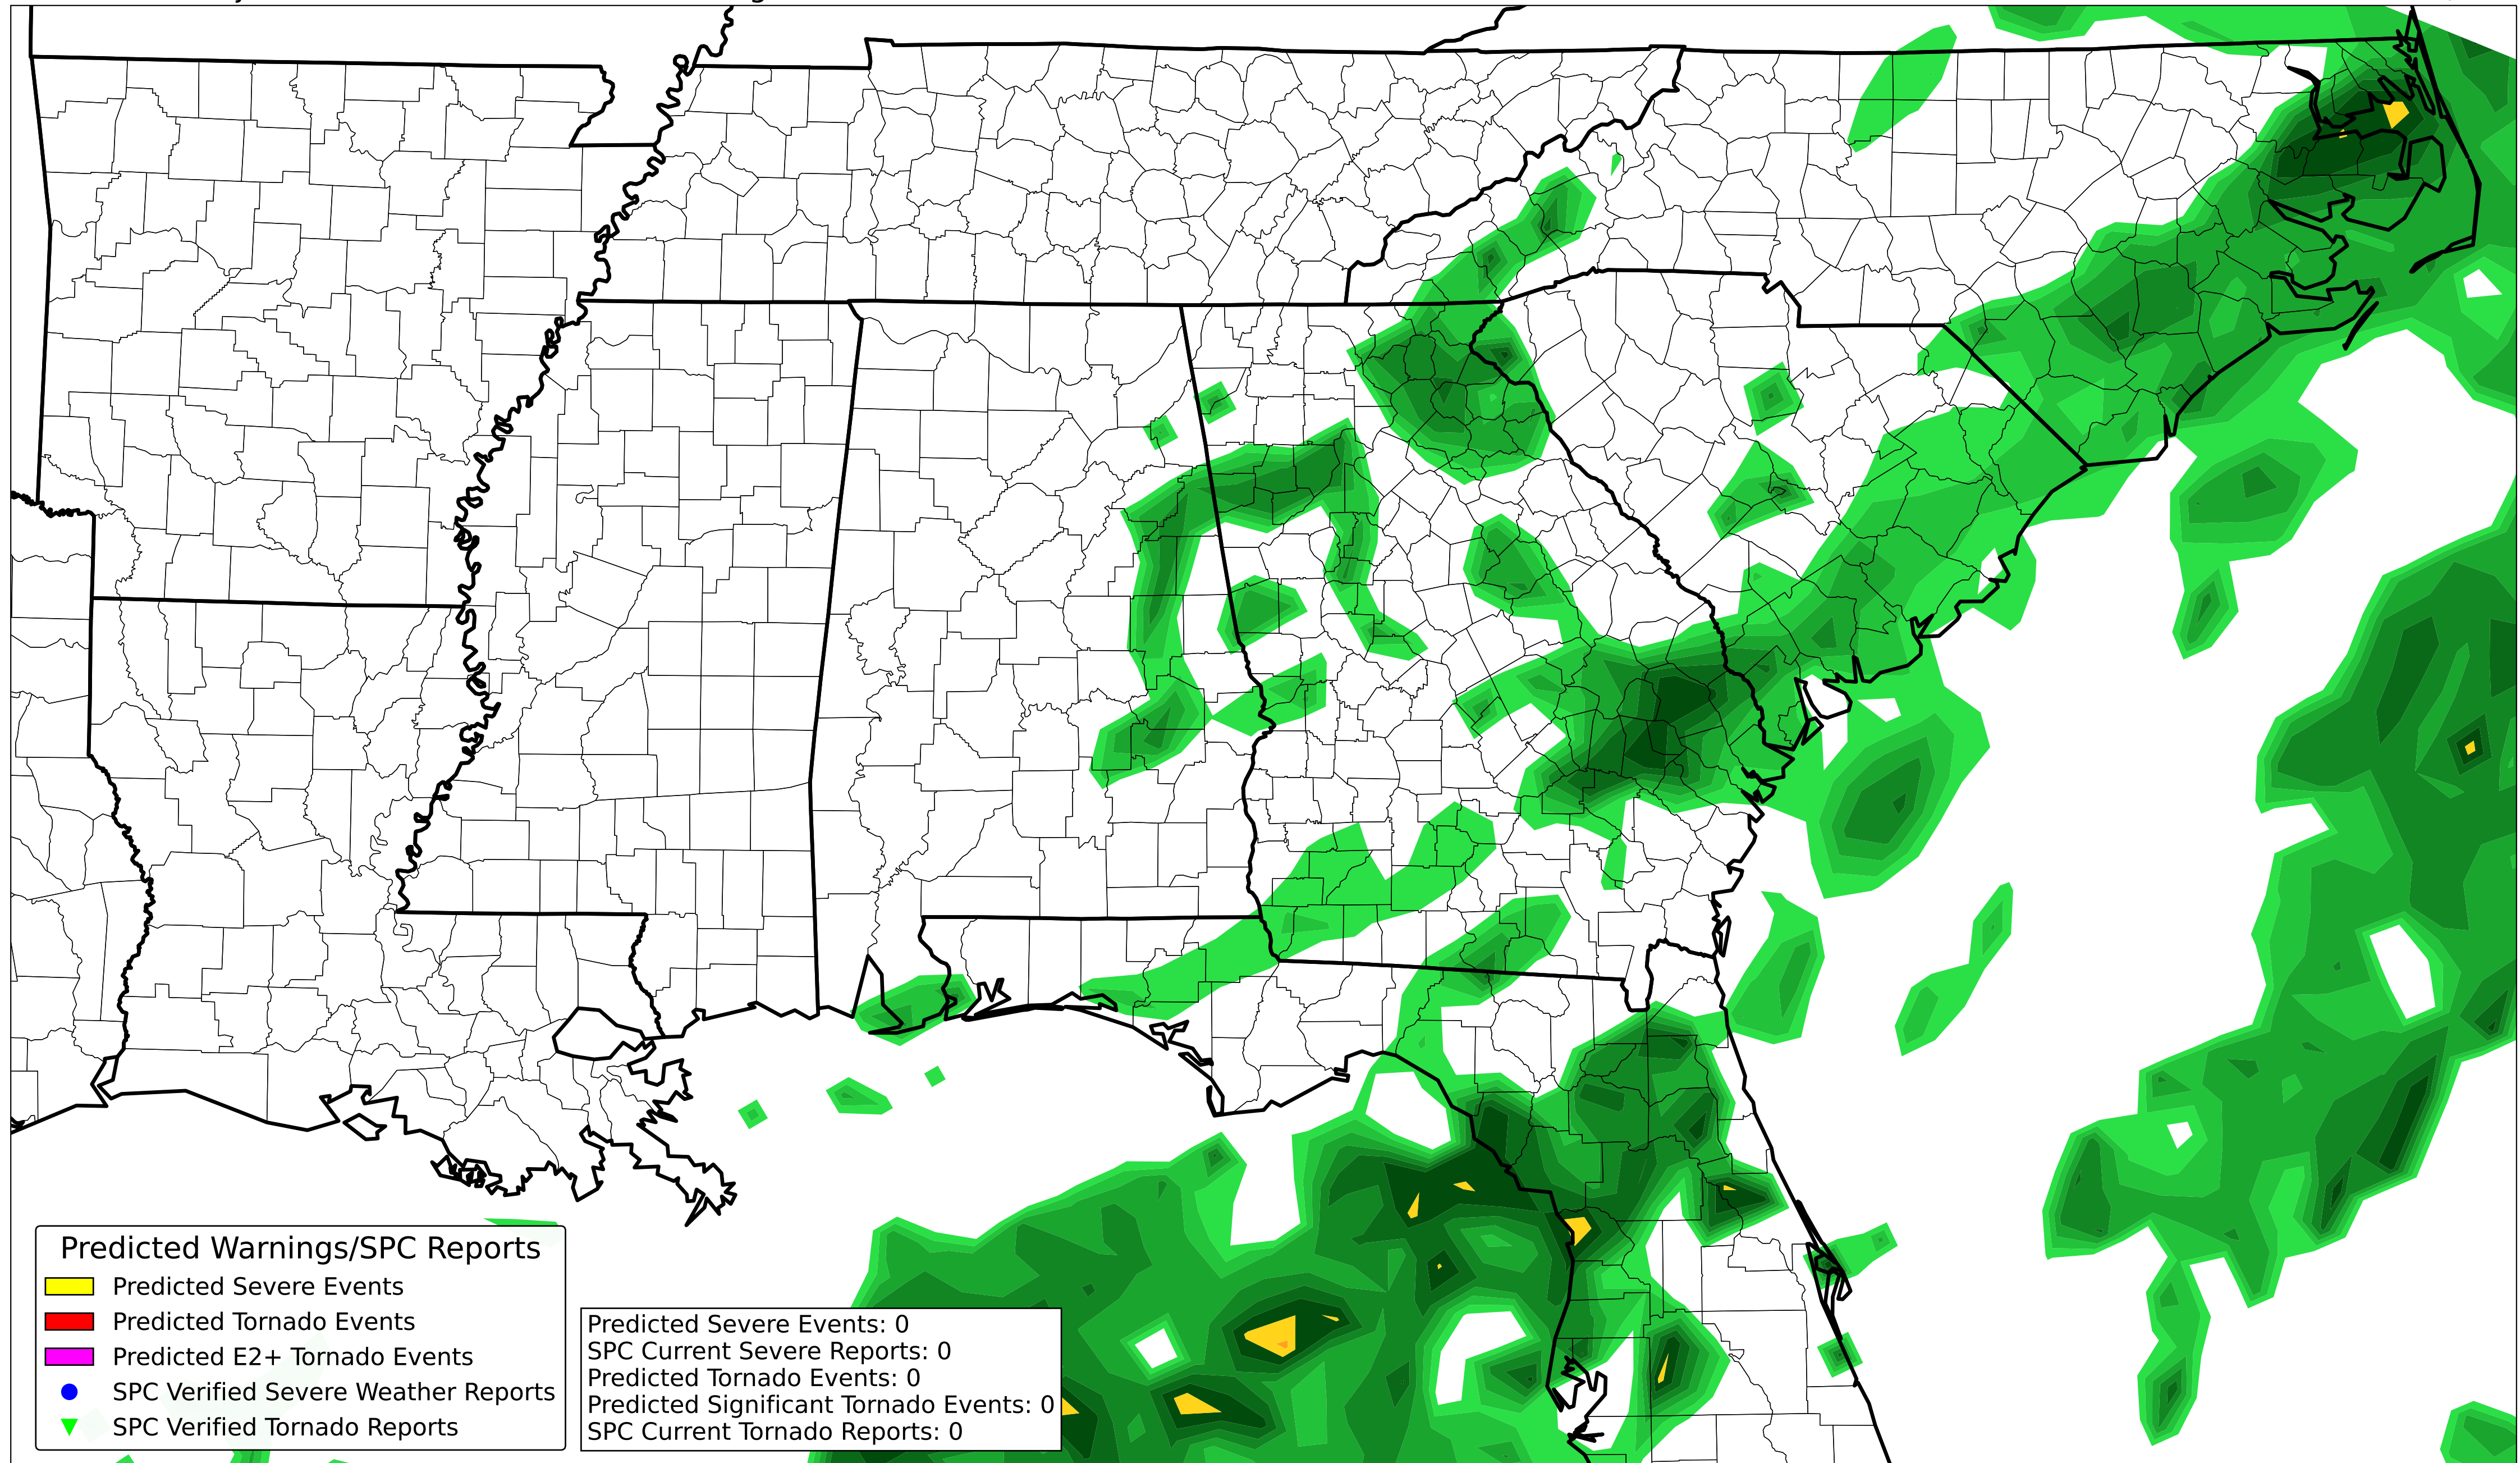 Predicted Warnings/SPC Reports
Predicted Severe Events
Predicted Tornado Events
Predicted E2+ Tornado Events
SPC Verified Severe Weather Reports
SPC Verified Tornado Reports
Predicted Severe Events: 0
SPC Current Severe Reports: 0
Predicted Tornado Events: 0
Predicted Significant Tornado Events: 0
SPC Current Tornado Reports: 0